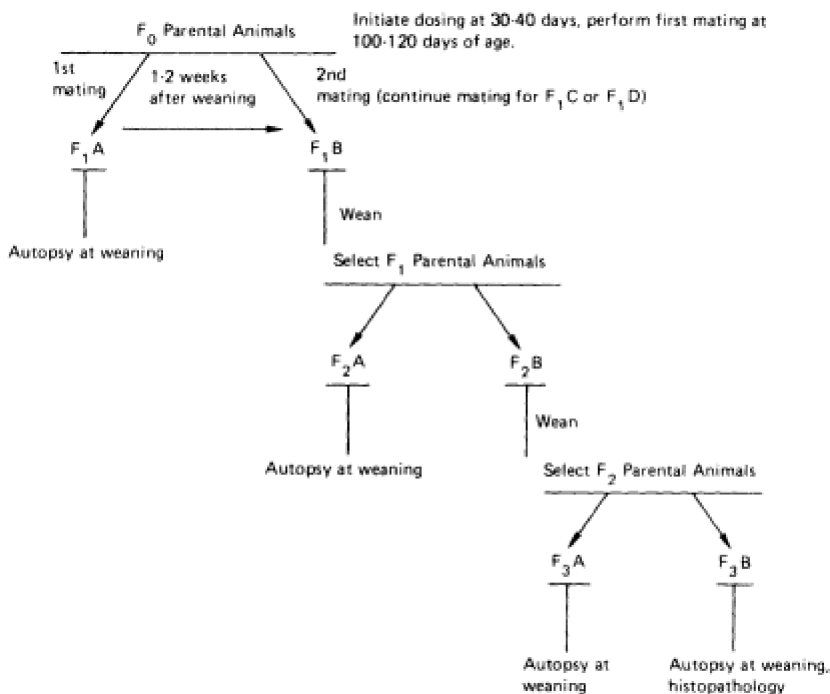 F0 Parental Animals
Initiate dosing at 30-40 days, perform first mating at
100-120 days of age.
1st
mating
1-2 weeks
after weaning
2nd
mating (continue mating for F1C or F1D)
F1A
F1B
Wean
Autopsy at weaning
Select F1 Parental Animals
F2A
F2B
Wean
Autopsy at weaning
Select F2 Parental Animals
F3A
F3B
Autopsy at
weaning
Autopsy at weaning,
histopathology